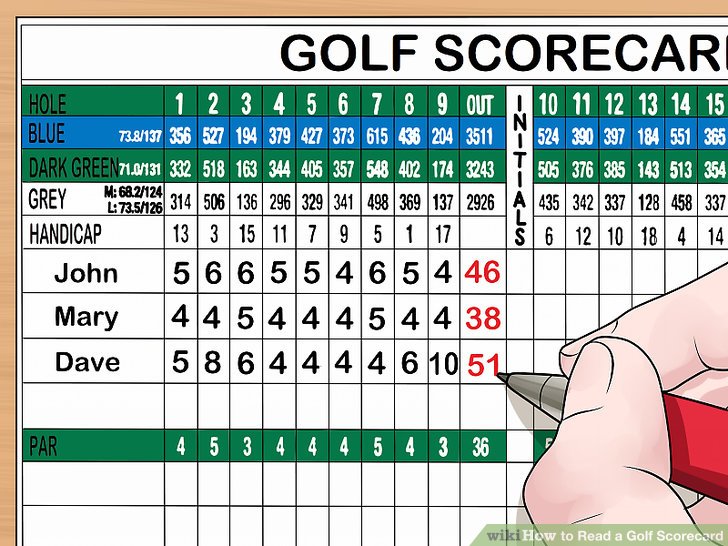 GOLF SCORECAR
HOLE 1 2 3 4 5 6 7 8 9 OUT INITIALS 10 11 12 13 14 15
BLUE 73.8/137 356 527 194 379 427 373 615 436 204 3511 524 390 397 184 551 365
DARK GREEN 71.0/131 332 518 163 344 405 357 548 402 174 3243 505 376 385 143 513 354
GREY M: 68.2/124 L: 73.5/126 314 506 136 296 329 341 498 369 137 2926 435 342 337 128 458 337
HANDICAP 13 3 15 11 7 9 5 1 17 6 12 10 18 4 14
John 5 6 6 5 5 4 6 5 4 46
Mary 4 4 5 4 4 4 5 4 4 38
Dave 5 8 6 4 4 4 4 6 10 51
PAR 4 5 3 4 4 4 5 4 3 36
wikiHow to Read a Golf Scorecard